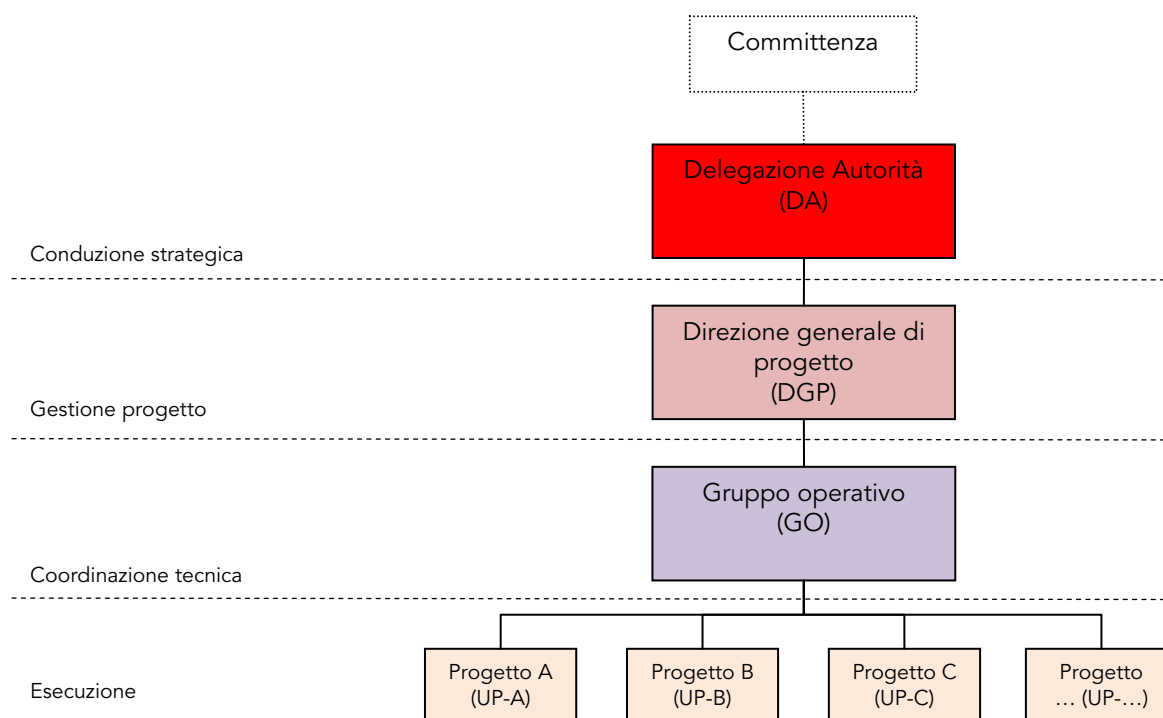 Committenza
Delegazione Autorità
(DA)
Conduzione strategica
Direzione generale di
progetto
(DGP)
Gestione progetto
Gruppo operativo
(GO)
Coordinazione tecnica
Progetto A
(UP-A)
Progetto B
(UP-B)
Progetto C
(UP-C)
Progetto
... (UP-...)
Esecuzione